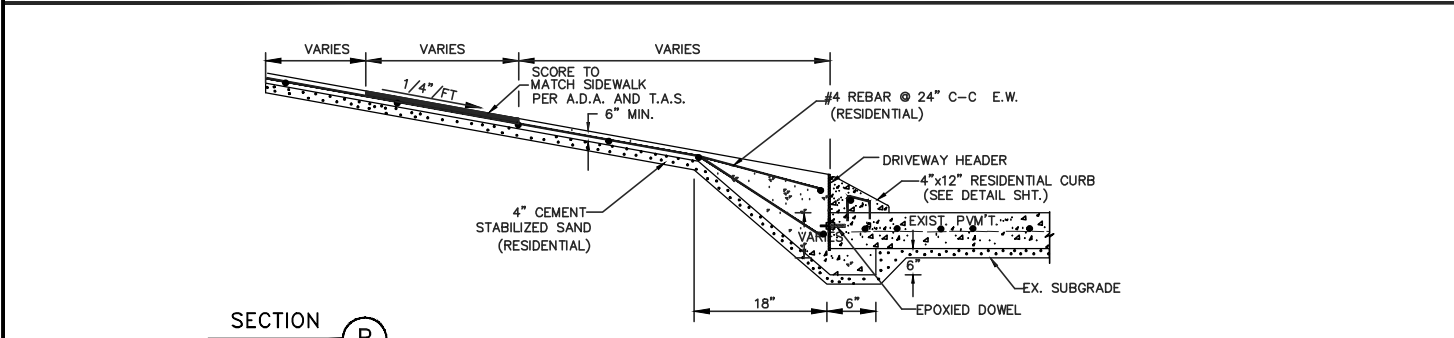 VARIES
VARIES
VARIES
SCORE TO
MATCH SIDEWALK
PER A.D.A. AND T.A.S.
1/4"/FT
6" MIN.
#4 REBAR @ 24" C-C E.W.
(RESIDENTIAL)
DRIVEWAY HEADER
4"x12" RESIDENTIAL CURB
(SEE DETAIL SHT.)
4" CEMENT
STABILIZED SAND
(RESIDENTIAL)
EXIST. PVM'T.
VARIES
6"
EX. SUBGRADE
18"
6"
EPOXIED DOWEL
SECTION